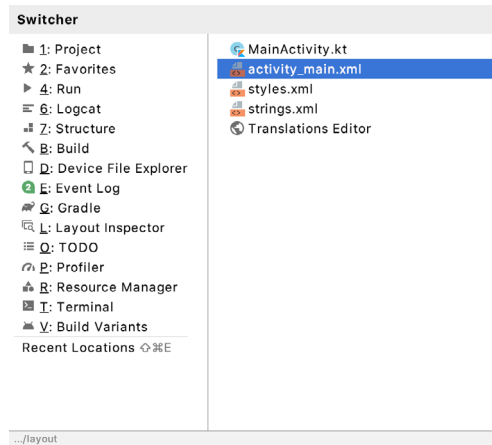 Switcher
1: Project
2: Favorites
4: Run
6: Logcat
7: Structure
B: Build
D: Device File Explorer
2 E: Event Log
G: Gradle
L: Layout Inspector
O: TODO
P: Profiler
R: Resource Manager
T: Terminal
V: Build Variants
Recent Locations ⇧⌘E
MainActivity.kt
activity_main.xml
styles.xml
strings.xml
Translations Editor
.../layout